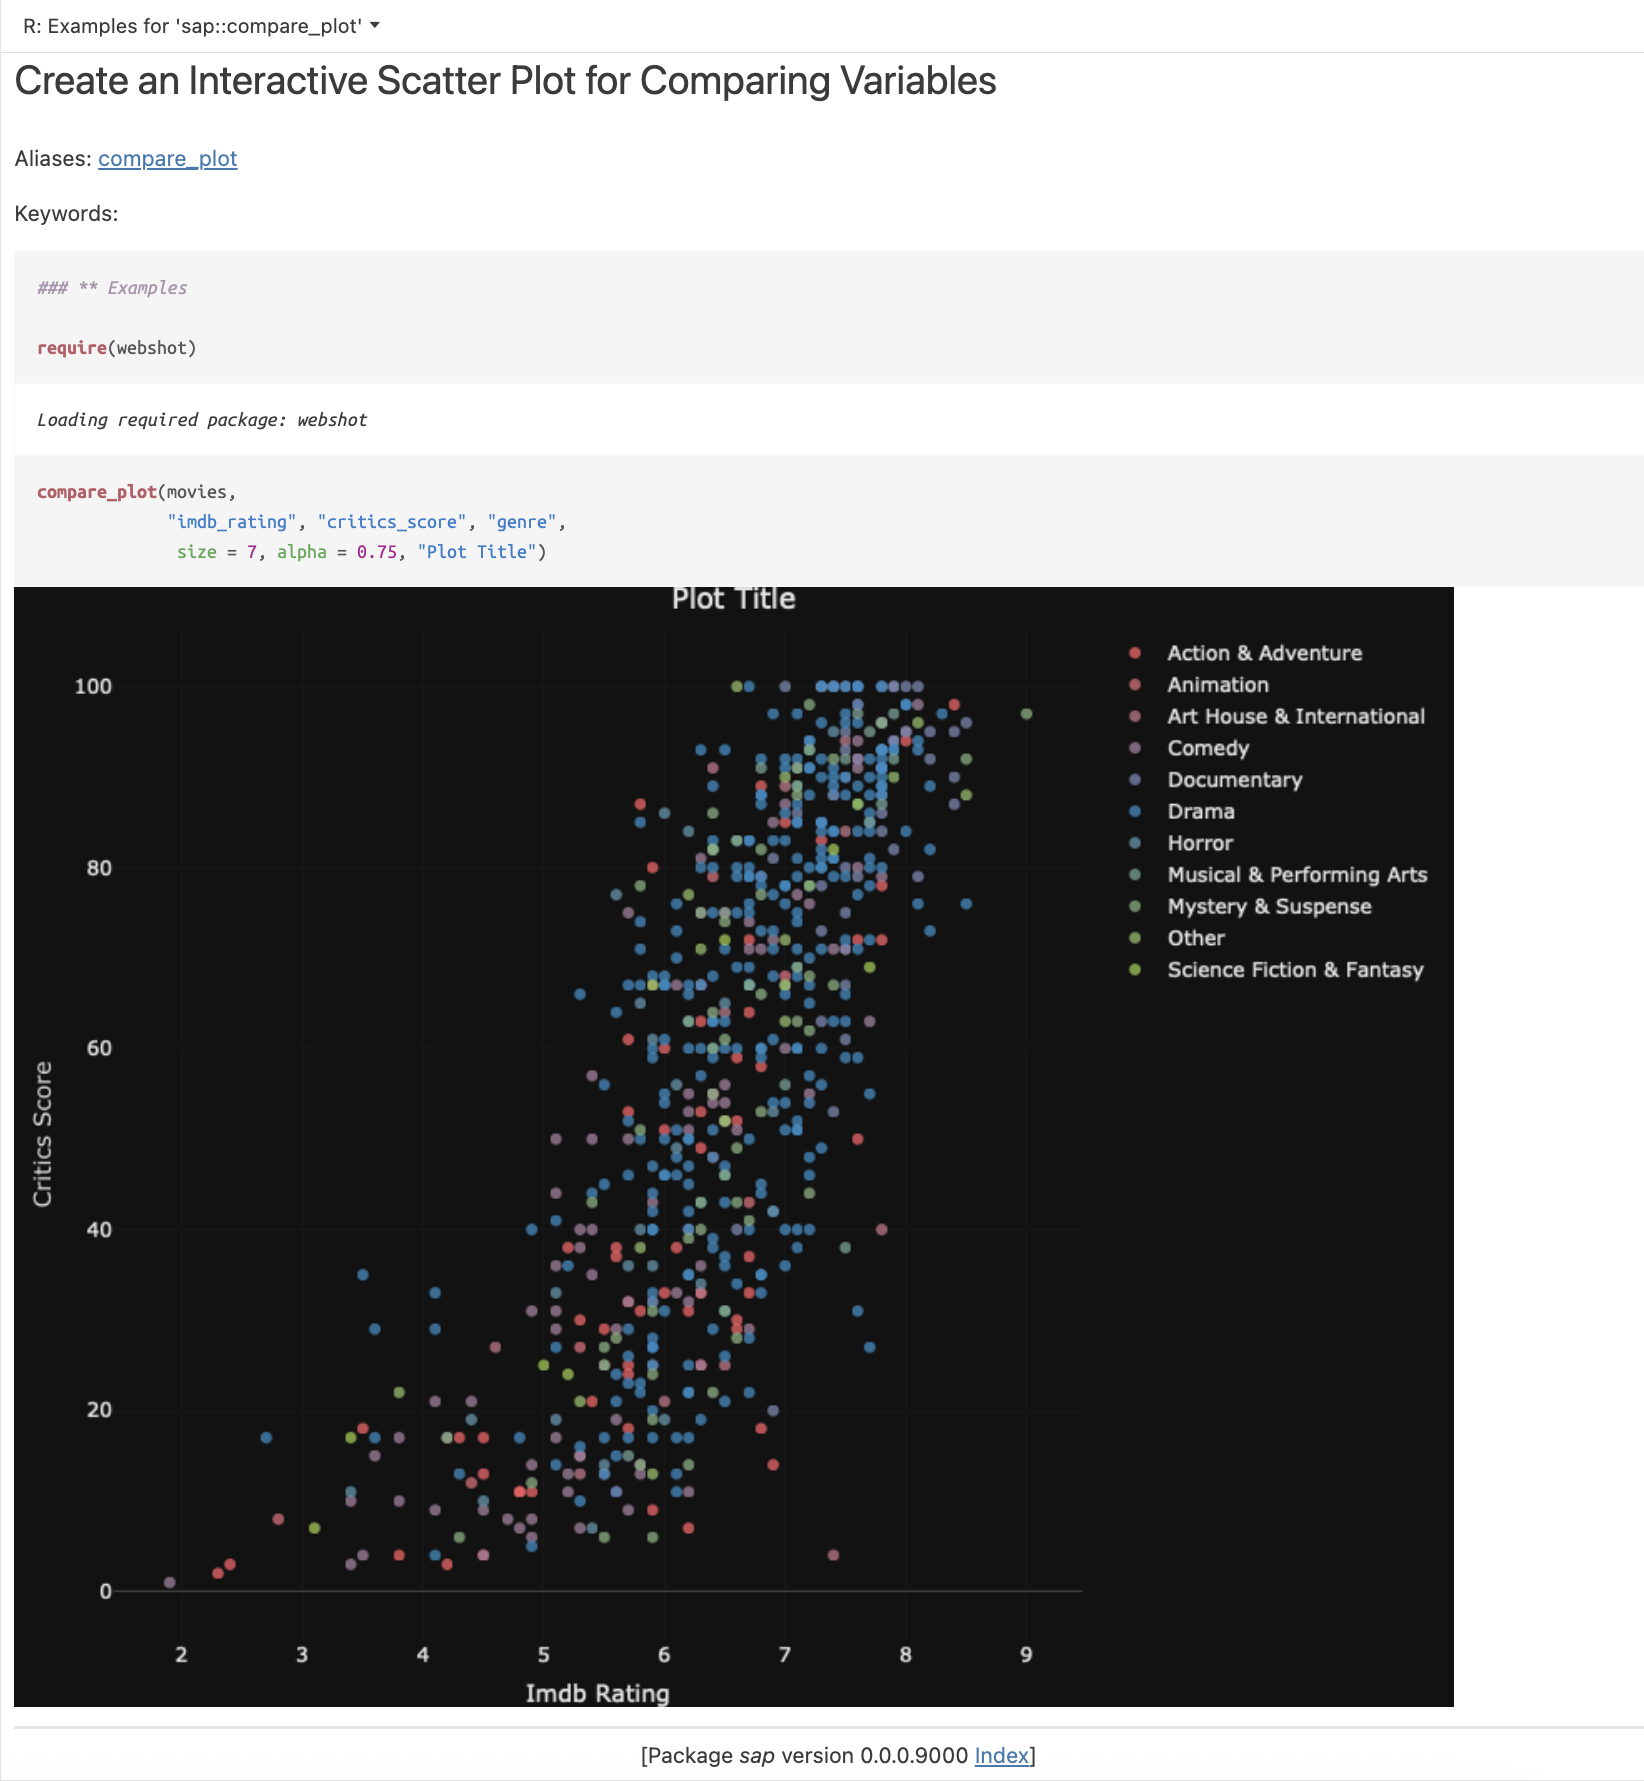 R: Examples for 'sap::compare_plot'
Create an Interactive Scatter Plot for Comparing Variables
Aliases: compare_plot
Keywords:
### ** Examples
require(webshot)
Loading required package: webshot
compare_plot(movies,
"imdb_rating", "critics_score", "genre",
size = 7, alpha = 0.75, "Plot Title")
Plot Title
Action & Adventure
Animation
Art House & International
Comedy
Documentary
Drama
Horror
Musical & Performing Arts
Mystery & Suspense
Other
Science Fiction & Fantasy
100
80
60
40
20
0
Critics Score
2 3 4 5 6 7 8 9
Imdb Rating
[Package sap version 0.0.0.9000 Index]